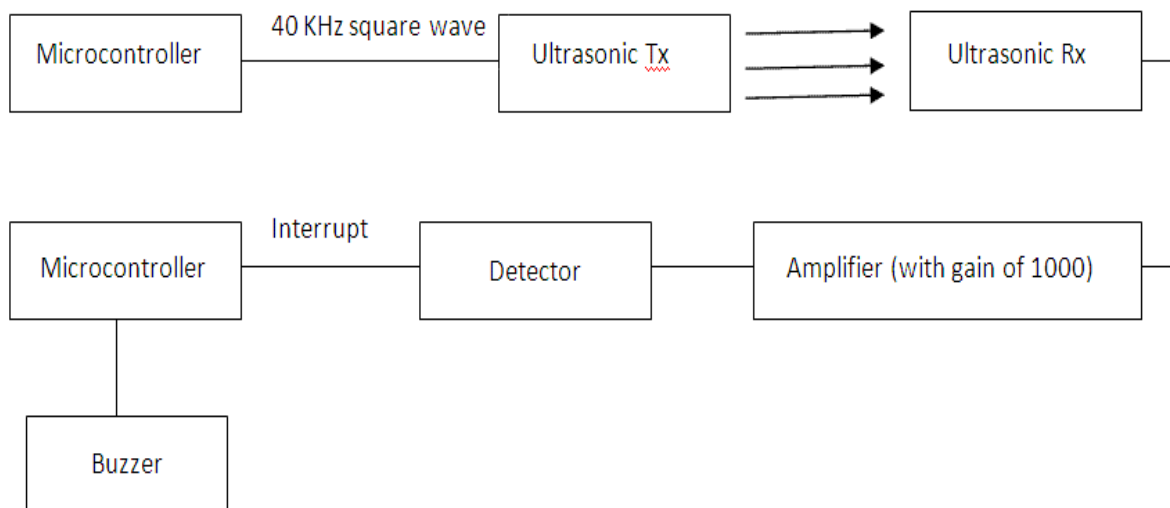 40 KHz square wave
Microcontroller
Ultrasonic Tx
Ultrasonic Rx
Interrupt
Microcontroller
Detector
Amplifier (with gain of 1000)
Buzzer